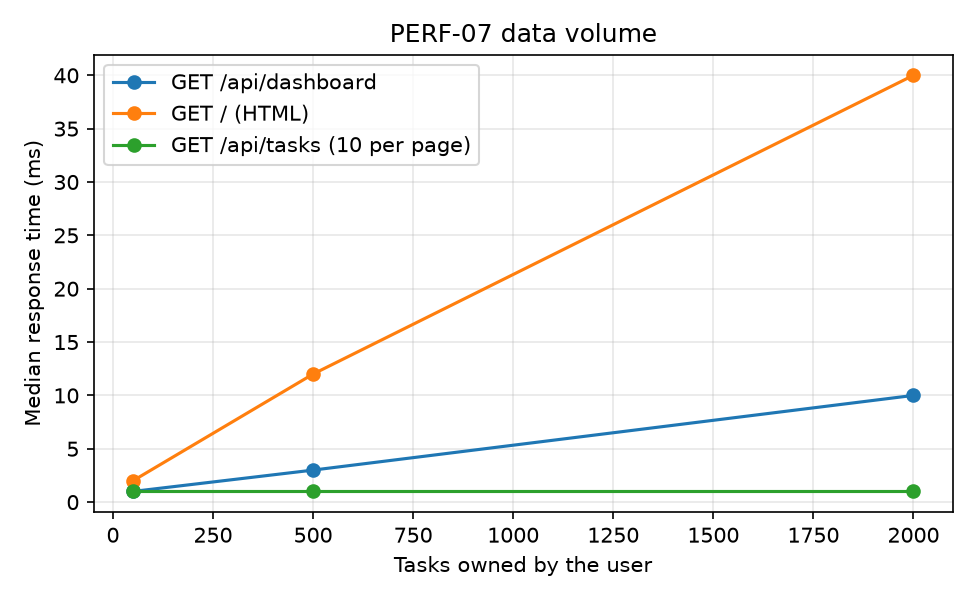 PERF-07 data volume
GET /api/dashboard
GET / (HTML)
GET /api/tasks (10 per page)
Median response time (ms)
40
35
30
25
20
15
10
5
0
0 250 500 750 1000 1250 1500 1750 2000
Tasks owned by the user